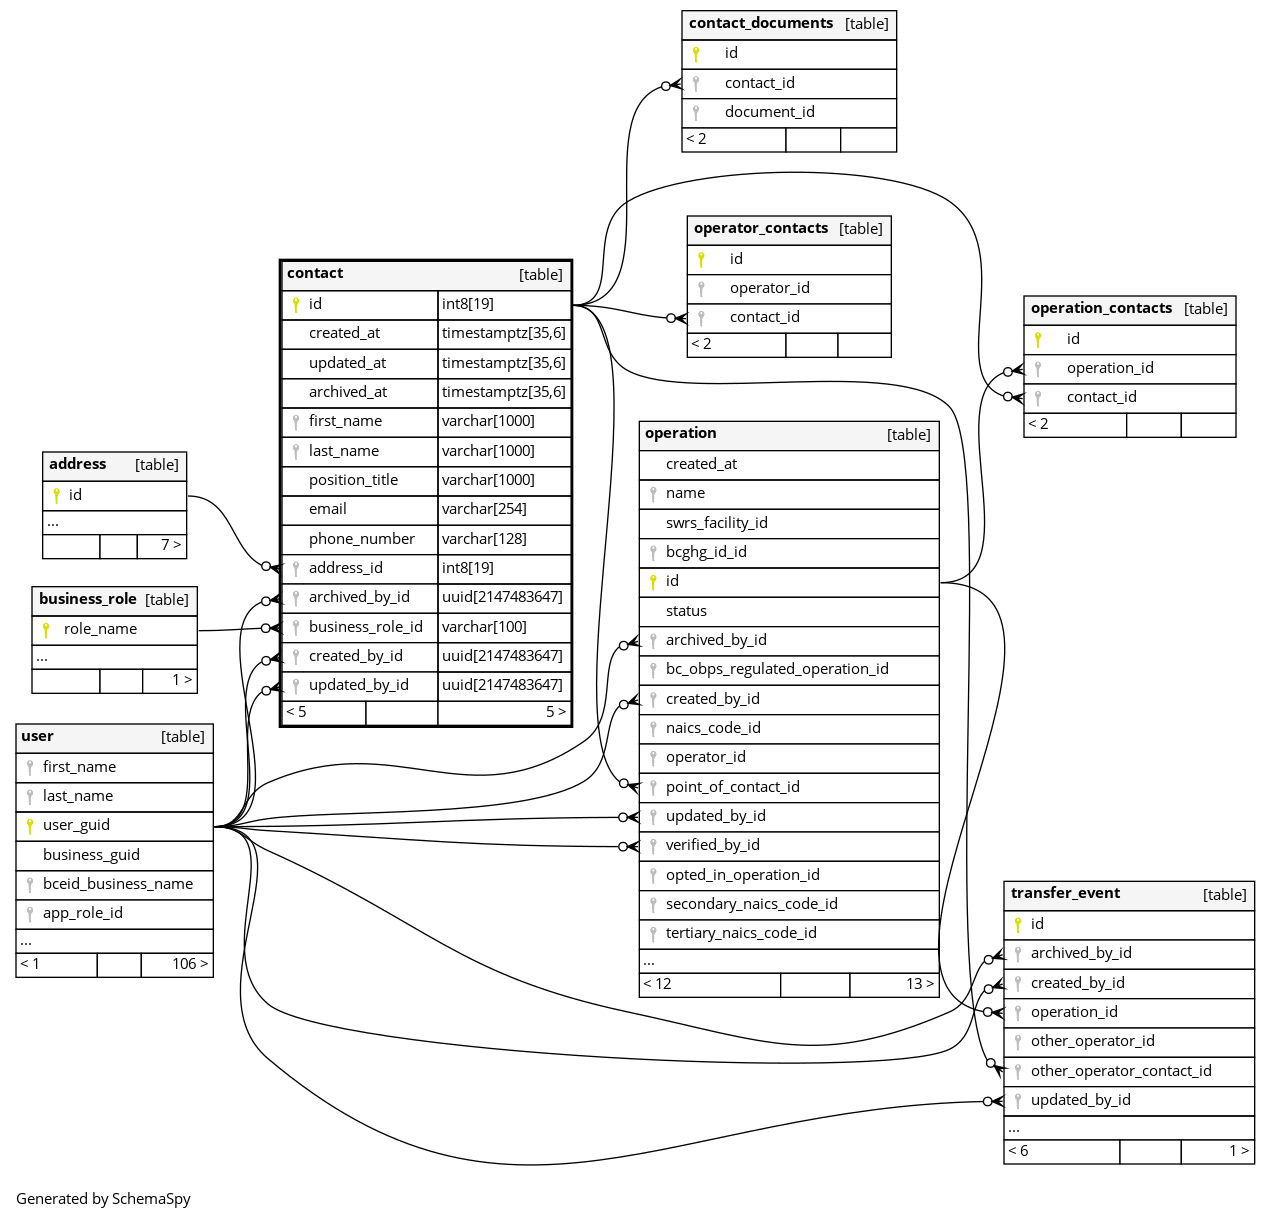 contact_documents [table]
id
contact_id
document_id
< 2
operator_contacts [table]
id
operator_id
contact_id
< 2
contact [table]
id int8[19]
created_at timestamptz[35,6]
updated_at timestamptz[35,6]
archived_at timestamptz[35,6]
first_name varchar[1000]
last_name varchar[1000]
position_title varchar[1000]
email varchar[254]
phone_number varchar[128]
address_id int8[19]
archived_by_id uuid[2147483647]
business_role_id varchar[100]
created_by_id uuid[2147483647]
updated_by_id uuid[2147483647]
< 5 5 >
operation_contacts [table]
id
operation_id
contact_id
< 2
address [table]
id
...
7 >
business_role [table]
role_name
...
1 >
user [table]
first_name
last_name
user_guid
business_guid
bceid_business_name
app_role_id
...
< 1 106 >
operation [table]
created_at
name
swrs_facility_id
bcghg_id_id
id
status
archived_by_id
bc_obps_regulated_operation_id
created_by_id
naics_code_id
operator_id
point_of_contact_id
updated_by_id
verified_by_id
opted_in_operation_id
secondary_naics_code_id
tertiary_naics_code_id
...
< 12 13 >
transfer_event [table]
id
archived_by_id
created_by_id
operation_id
other_operator_id
other_operator_contact_id
updated_by_id
...
< 6 1 >
Generated by SchemaSpy